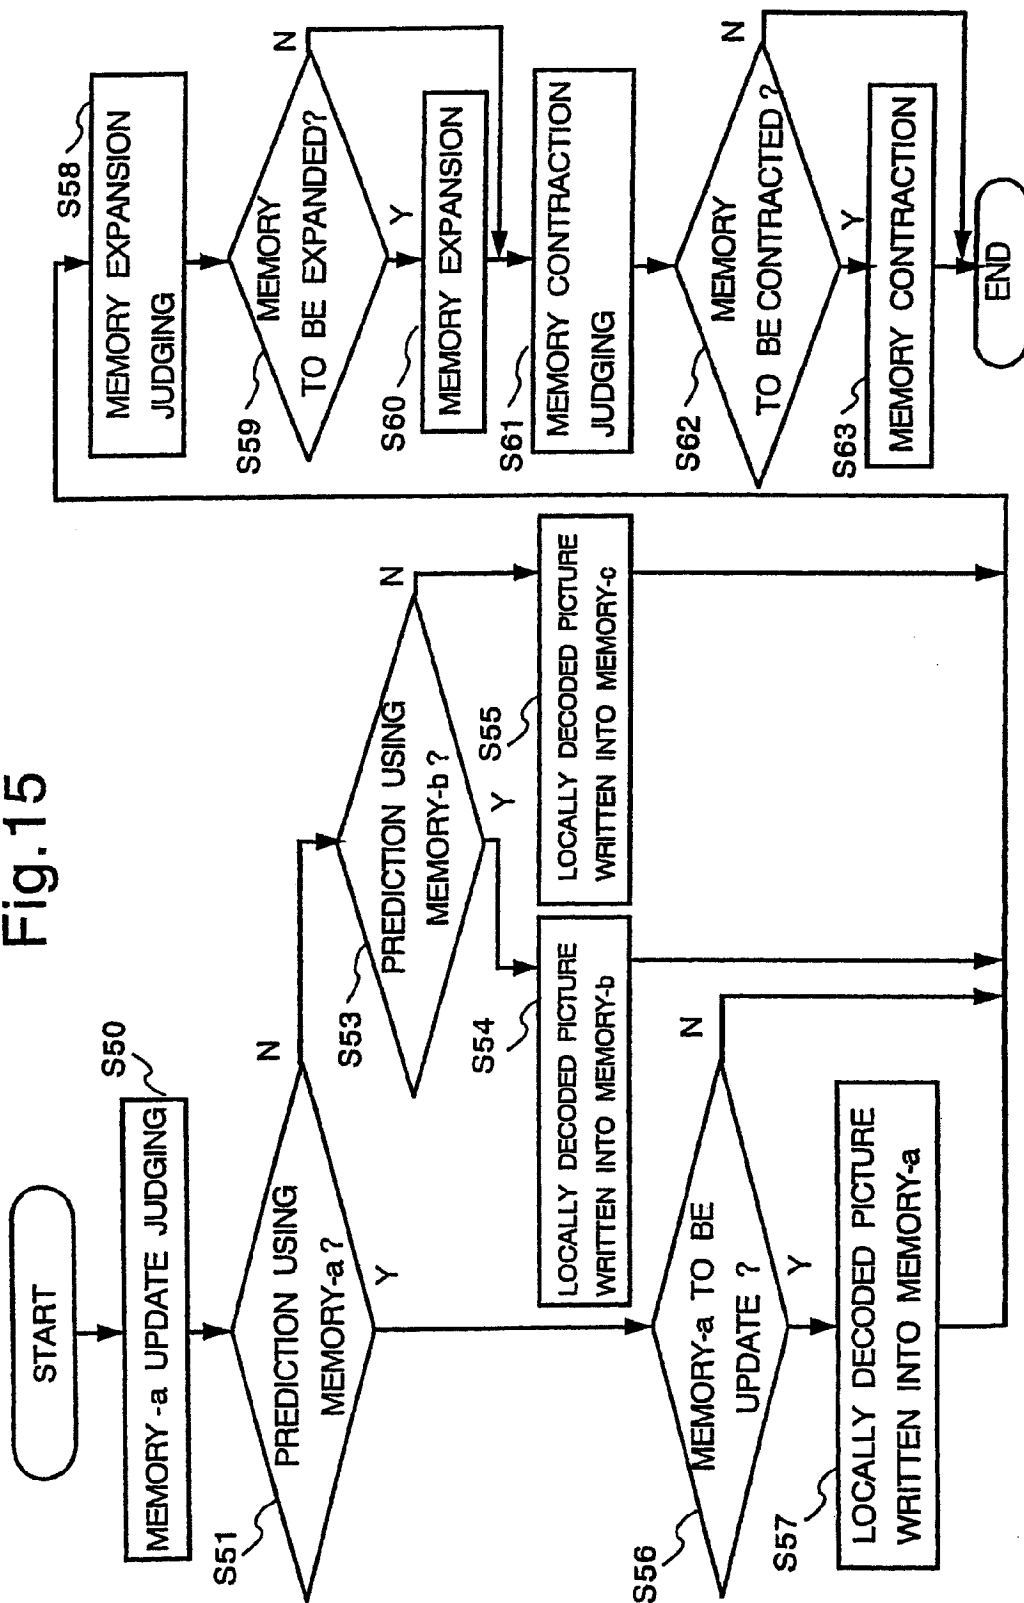 Fig.15
START
S50
MEMORY-a UPDATE JUDGING
S51
PREDICTION USING
MEMORY-a?
N
Y
S53
PREDICTION USING
MEMORY-b?
N
Y
S54
LOCALLY DECODED PICTURE
WRITTEN INTO MEMORY-b
S55
LOCALLY DECODED PICTURE
WRITTEN INTO MEMORY-c
S56
MEMORY-a TO BE
UPDATE ?
N
Y
S57
LOCALLY DECODED PICTURE
WRITTEN INTO MEMORY-a
S58
MEMORY EXPANSION
JUDGING
S59
MEMORY
TO BE EXPANDED?
N
Y
S60
MEMORY EXPANSION
S61
MEMORY CONTRACTION
JUDGING
S62
MEMORY
TO BE CONTRACTED ?
N
Y
S63
MEMORY CONTRACTION
END